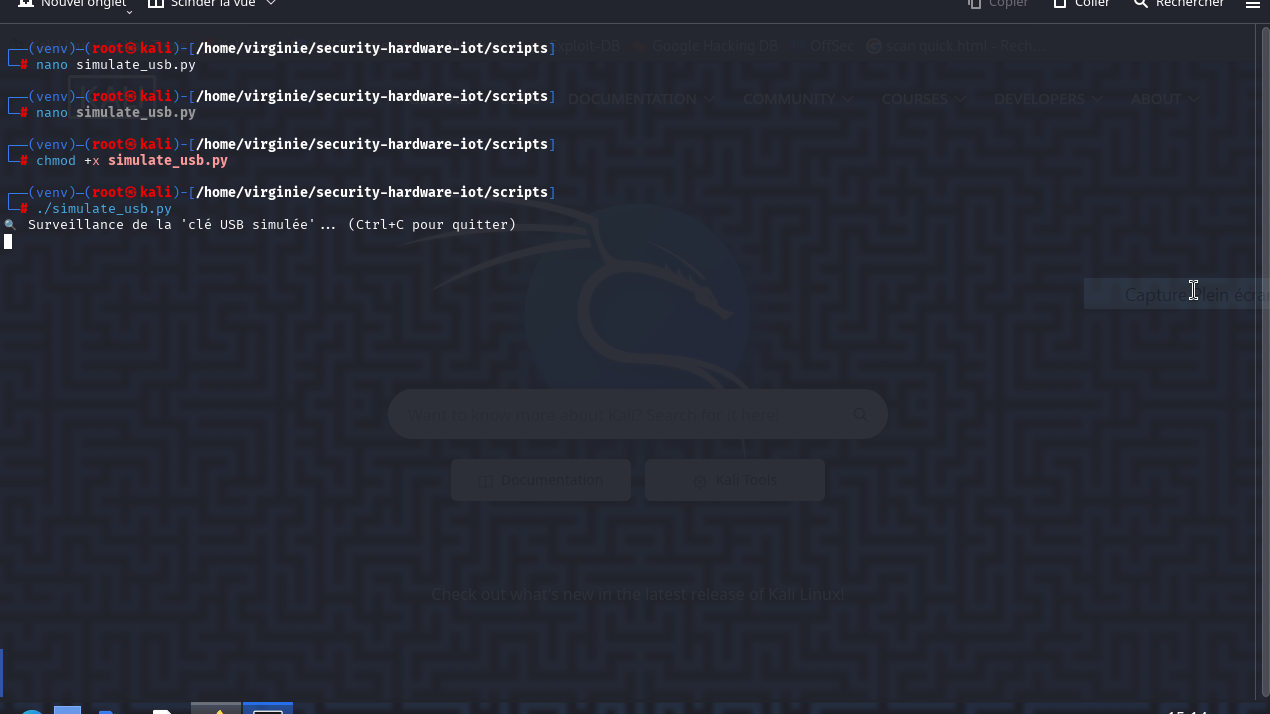 Nouvel onglet Scinder la vue Copier Coller Rechercher
┌──(venv)─(root㉿kali)-[/home/virginie/security-hardware-iot/scripts]
└─# nano simulate_usb.py
Exploit-DB Google Hacking DB OffSec scan quick.html - Rech...
┌──(venv)─(root㉿kali)-[/home/virginie/security-hardware-iot/scripts]
└─# nano simulate_usb.py
DOCUMENTATION COMMUNITY COURSES DEVELOPERS ABOUT
┌──(venv)─(root㉿kali)-[/home/virginie/security-hardware-iot/scripts]
└─# chmod +x simulate_usb.py
┌──(venv)─(root㉿kali)-[/home/virginie/security-hardware-iot/scripts]
└─# ./simulate_usb.py
🔍 Surveillance de la 'clé USB simulée'... (Ctrl+C pour quitter)
Capture plein écra
Want to know more about Kali? Search for it here!
Documentation Kali Tools
Check out what's new in the latest release of Kali Linux!